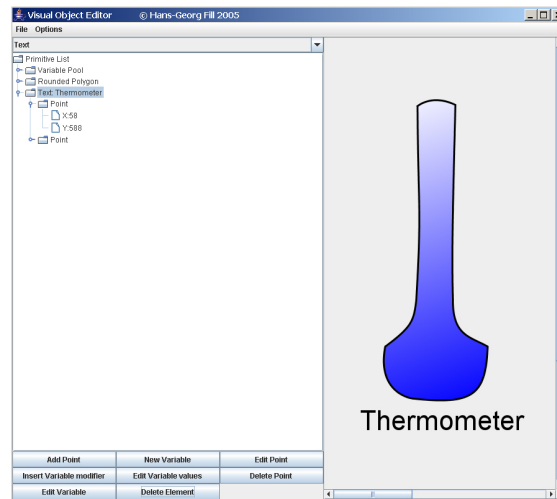 Visual Object Editor © Hans-Georg Fill 2005
File Options
Text
Primitive List
Variable Pool
Rounded Polygon
Text: Thermometer
Point
X:58
Y:588
Point
Thermometer
Add Point New Variable Edit Point
Insert Variable modifier Edit Variable values Delete Point
Edit Variable Delete Element